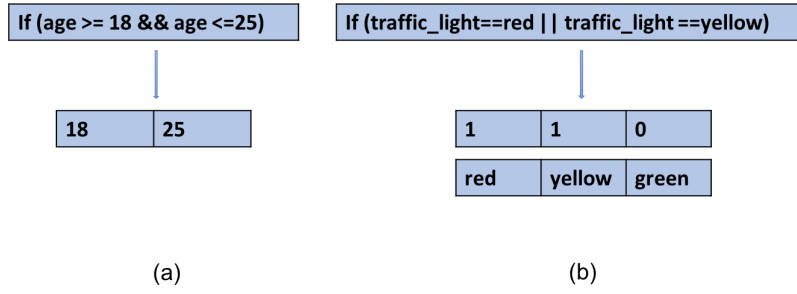 If (age >= 18 && age <=25)
If (traffic_light==red || traffic_light ==yellow)
18 25
1 1 0
red yellow green
(a)
(b)